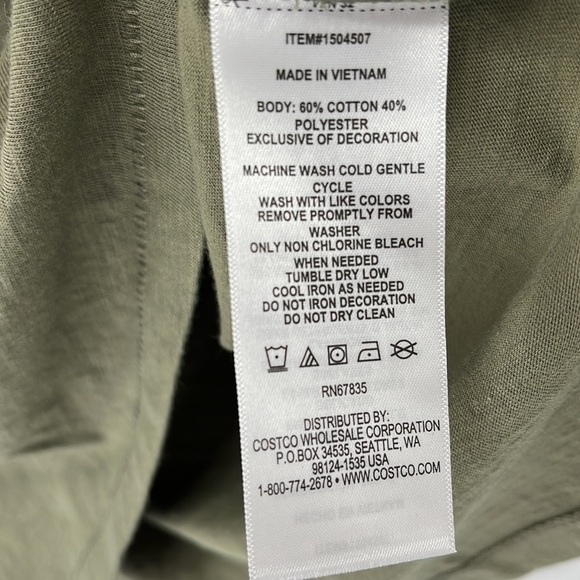 ITEM#1504507
MADE IN VIETNAM
BODY: 60% COTTON 40%
POLYESTER
EXCLUSIVE OF DECORATION
MACHINE WASH COLD GENTLE
CYCLE
WASH WITH LIKE COLORS
REMOVE PROMPTLY FROM
WASHER
ONLY NON CHLORINE BLEACH
WHEN NEEDED
TUMBLE DRY LOW
COOL IRON AS NEEDED
DO NOT IRON DECORATION
DO NOT DRY CLEAN
RN67835
DISTRIBUTED BY:
COSTCO WHOLESALE CORPORATION
P.O.BOX 34535, SEATTLE, WA
98124-1535 USA
1-800-774-2678 • WWW.COSTCO.COM